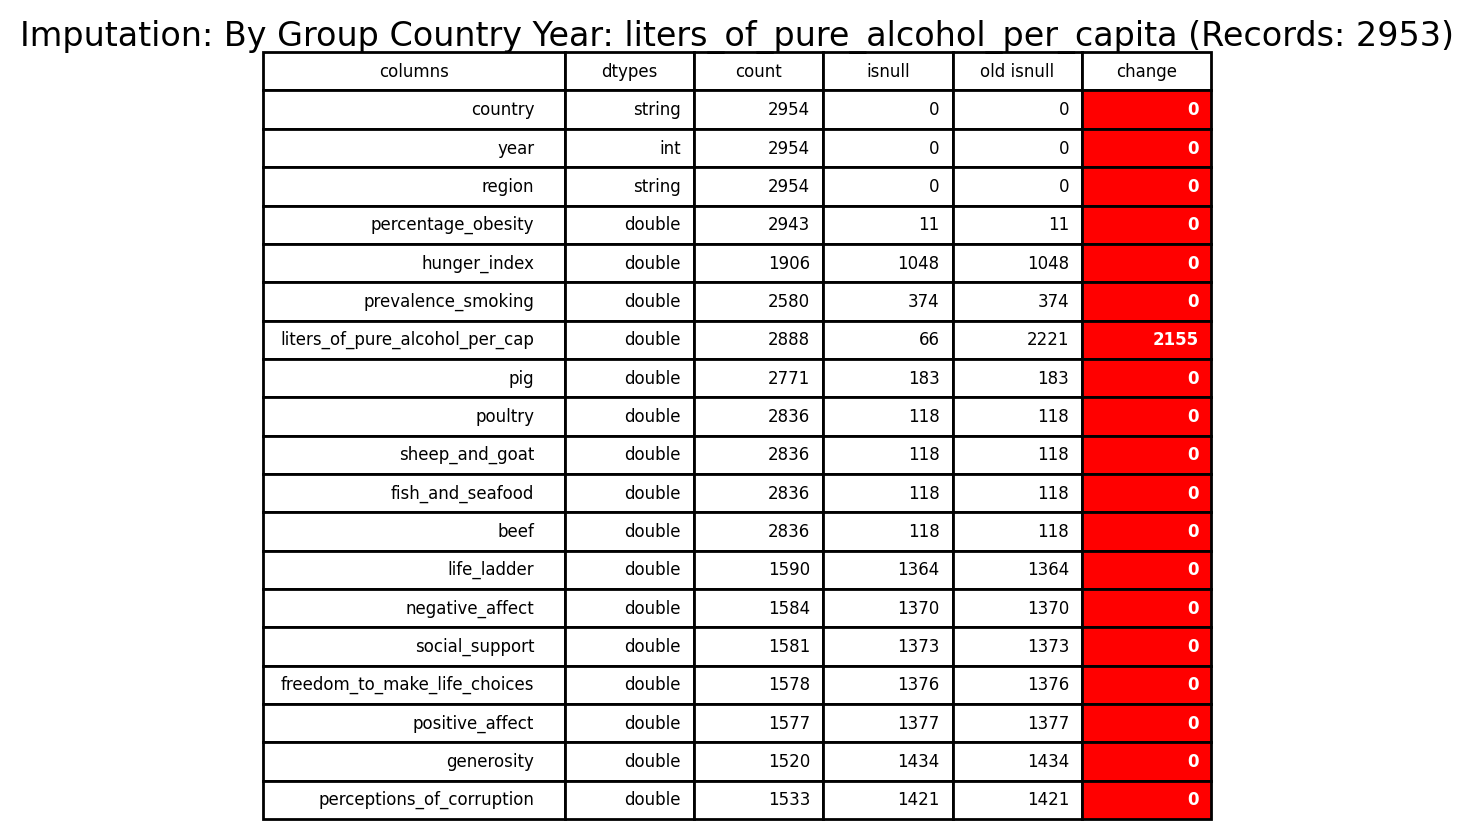 Imputation: By Group Country Year: liters_of_pure_alcohol_per_capita (Records: 2953)
columns dtypes count isnull old isnull change
country string 2954 0 0 0
year int 2954 0 0 0
region string 2954 0 0 0
percentage_obesity double 2943 11 11 0
hunger_index double 1906 1048 1048 0
prevalence_smoking double 2580 374 374 0
liters_of_pure_alcohol_per_cap double 2888 66 2221 2155
pig double 2771 183 183 0
poultry double 2836 118 118 0
sheep_and_goat double 2836 118 118 0
fish_and_seafood double 2836 118 118 0
beef double 2836 118 118 0
life_ladder double 1590 1364 1364 0
negative_affect double 1584 1370 1370 0
social_support double 1581 1373 1373 0
freedom_to_make_life_choices double 1578 1376 1376 0
positive_affect double 1577 1377 1377 0
generosity double 1520 1434 1434 0
perceptions_of_corruption double 1533 1421 1421 0